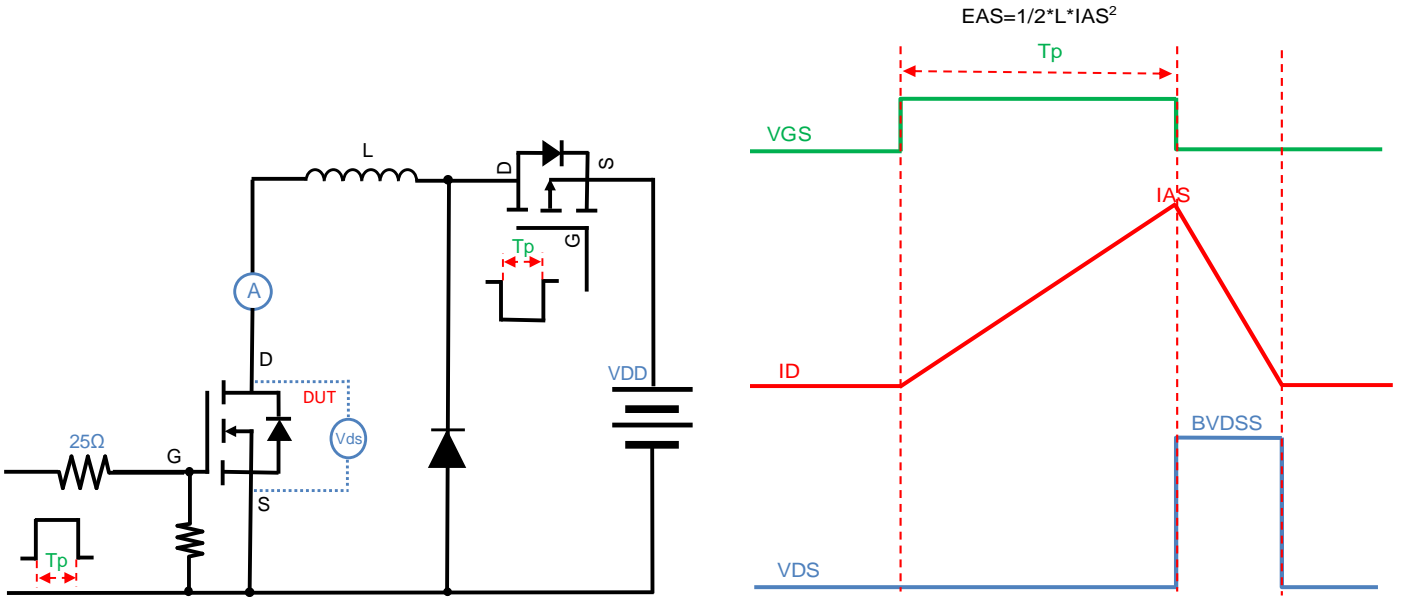 EAS=1/2*L*IAS²
Tp
VGS
L
D
S
G
Tp
IAS
A
D
DUT
VDD
ID
Vds
BVDSS
25Ω
G
S
Tp
VDS